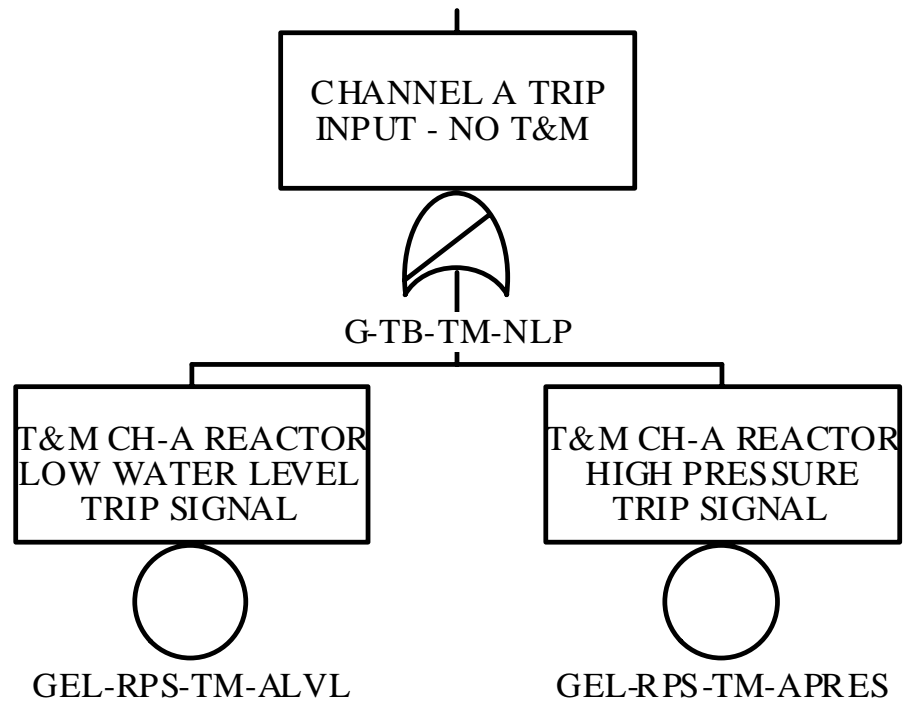 CHANNEL A TRIP
INPUT - NO T&M
G-TB-TM-NLP
T&M CH-A REACTOR
LOW WATER LEVEL
TRIP SIGNAL
GEL-RPS-TM-ALVL
T&M CH-A REACTOR
HIGH PRESSURE
TRIP SIGNAL
GEL-RPS-TM-APRES